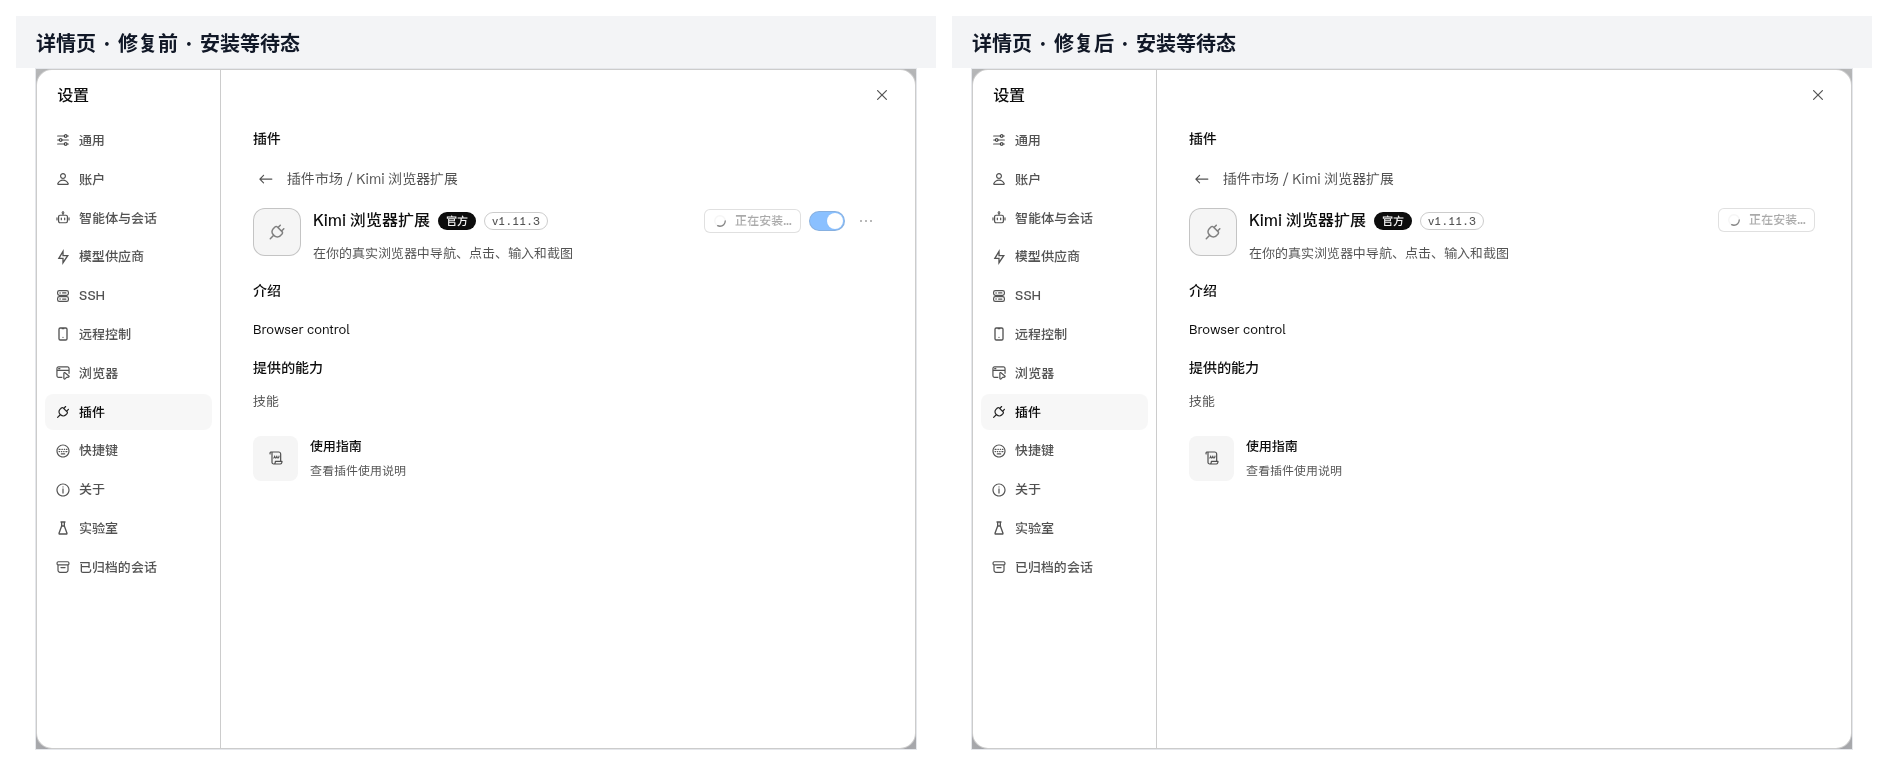 详情页 · 修复前 · 安装等待态
设置
通用
账户
智能体与会话
模型供应商
SSH
远程控制
浏览器
插件
快捷键
关于
实验室
已归档的会话
插件
插件市场 / Kimi 浏览器扩展
Kimi 浏览器扩展 官方 v1.11.3 正在安装...
在你的真实浏览器中导航、点击、输入和截图
介绍
Browser control
提供的能力
技能
使用指南
查看插件使用说明
详情页 · 修复后 · 安装等待态
设置
通用
账户
智能体与会话
模型供应商
SSH
远程控制
浏览器
插件
快捷键
关于
实验室
已归档的会话
插件
插件市场 / Kimi 浏览器扩展
Kimi 浏览器扩展 官方 v1.11.3 正在安装...
在你的真实浏览器中导航、点击、输入和截图
介绍
Browser control
提供的能力
技能
使用指南
查看插件使用说明